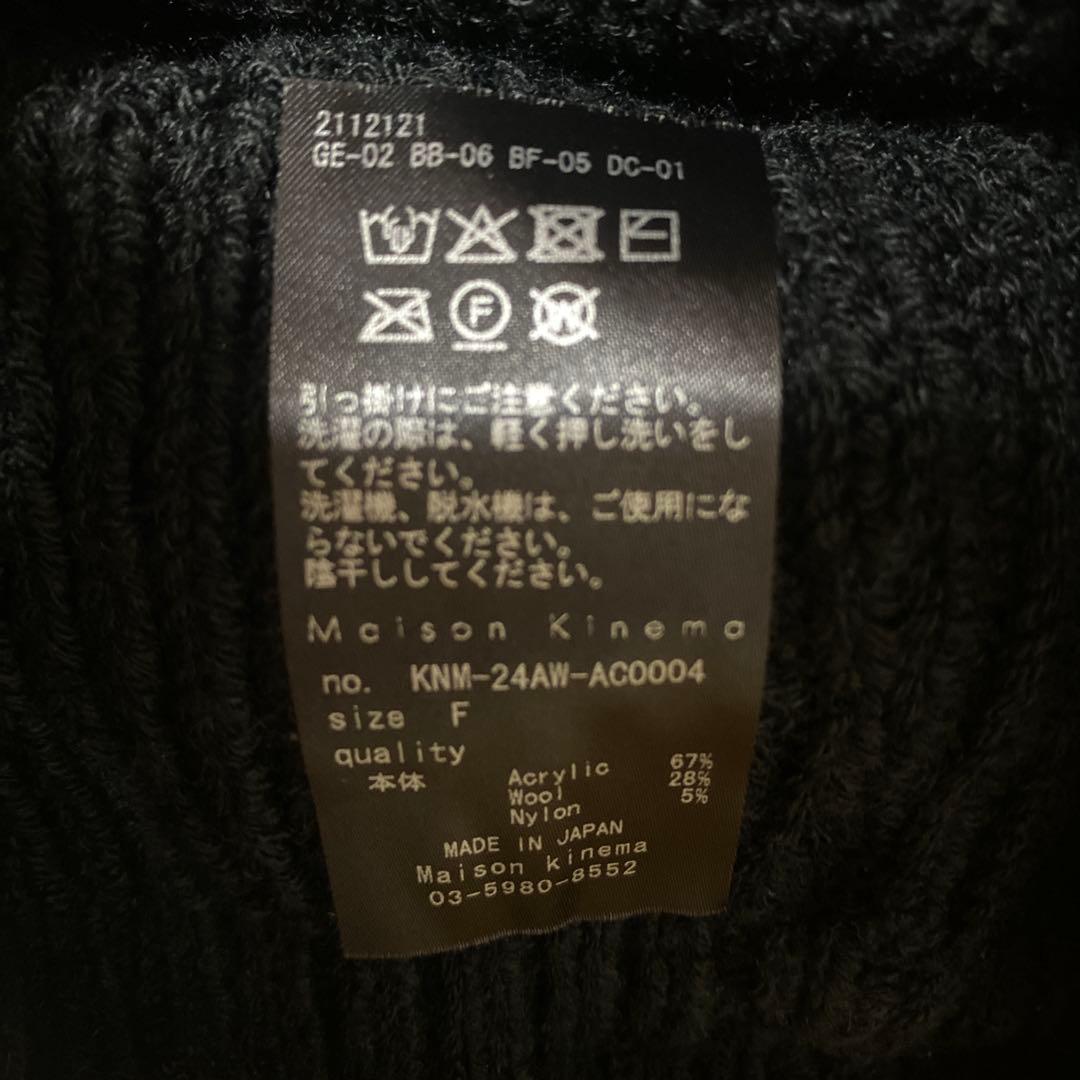 2112121
GE-02 BB-06 BF-05 DC-01
F
W
引っ掛けにご注意ください。
洗濯の際は、軽く押し洗いをし
てください。
洗濯機、脱水機は、ご使用にな
らないでください。
陰干ししてください。
Maison Kinema
no. KNM-24AW-AC0004
size F
quality
本体 Acrylic 67%
Wool 28%
Nylon 5%
MADE IN JAPAN
Maison kinema
03-5980-8552